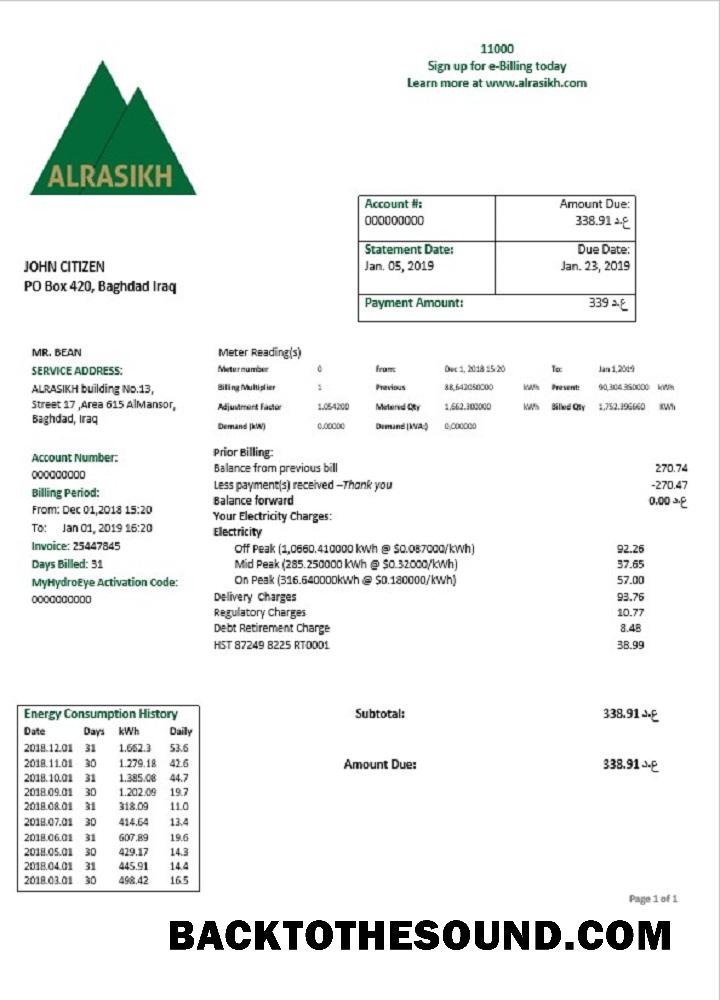 11000
Sign up for e-Billing today
Learn more at www.alrasikh.com
ALRASIKH
Account #: Amount Due:
000000000 338.91 د.ع
Statement Date: Due Date:
Jan. 05, 2019 Jan. 23, 2019
Payment Amount: 339 د.ع
JOHN CITIZEN
PO Box 420, Baghdad Iraq
MR. BEAN
SERVICE ADDRESS:
ALRASIKH building No.13,
Street 17 ,Area 615 AlMansor,
Baghdad, Iraq
Account Number:
000000000
Billing Period:
From: Dec 01,2018 15:20
To: Jan 01, 2019 16:20
Invoice: 25447845
Days Billed: 31
MyHydroEye Activation Code:
0000000000
Meter Reading(s)
Meter number 0 From: Dec 1, 2018 15:20 To: Jan 1,2019
Billing Multiplier 1 Previous 88,642050000 kWh Present: 90,304.350000 kWh
Adjustment Factor 1.054200 Metered Qty 1,662.300000 kWh Billed Qty 1,752.396660 KWh
Demand (kW) 0.00000 Demand (kVA:) 0,000000
Prior Billing:
Balance from previous bill 270.74
Less payment(s) received –Thank you -270.47
Balance forward 0.00 د.ع
Your Electricity Charges:
Electricity
Off Peak (1,0660.410000 kWh @ $0.087000/kWh) 92.26
Mid Peak (285.250000 kWh @ $0.32000/kWh) 37.65
On Peak (316.640000kWh @ $0.180000/kWh) 57.00
Delivery Charges 93.76
Regulatory Charges 10.77
Debt Retirement Charge 8.48
HST 87249 8225 RT0001 38.99
Subtotal: 338.91 د.ع
Amount Due: 338.91 د.ع
Energy Consumption History
Date Days kWh Daily
2018.12.01 31 1.662.3 53.6
2018.11.01 30 1.279.18 42.6
2018.10.01 31 1.385.08 44.7
2018.09.01 30 1.202.09 19.7
2018.08.01 31 318.09 11.0
2018.07.01 30 414.64 13.4
2018.06.01 31 607.89 19.6
2018.05.01 30 429.17 14.3
2018.04.01 31 445.91 14.4
2018.03.01 30 498.42 16.5
Page 1 of 1
BACKTOTHESOUND.COM